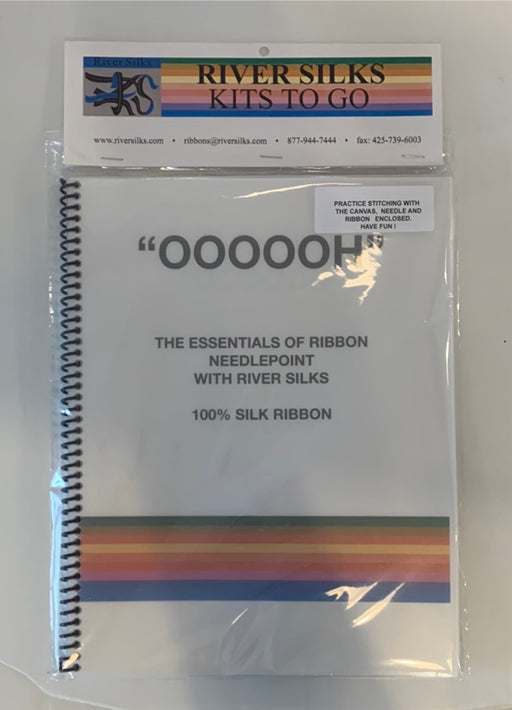 River Silks
RIVER SILKS
KITS TO GO
www.riversilks.com • ribbons@riversilks.com • 877-944-7444 • fax: 425-739-6003
PRACTICE STITCHING WITH
THE CANVAS, NEEDLE AND
RIBBON ENCLOSED.
HAVE FUN !
“OOOOOH”
THE ESSENTIALS OF RIBBON
NEEDLEPOINT
WITH RIVER SILKS
100% SILK RIBBON